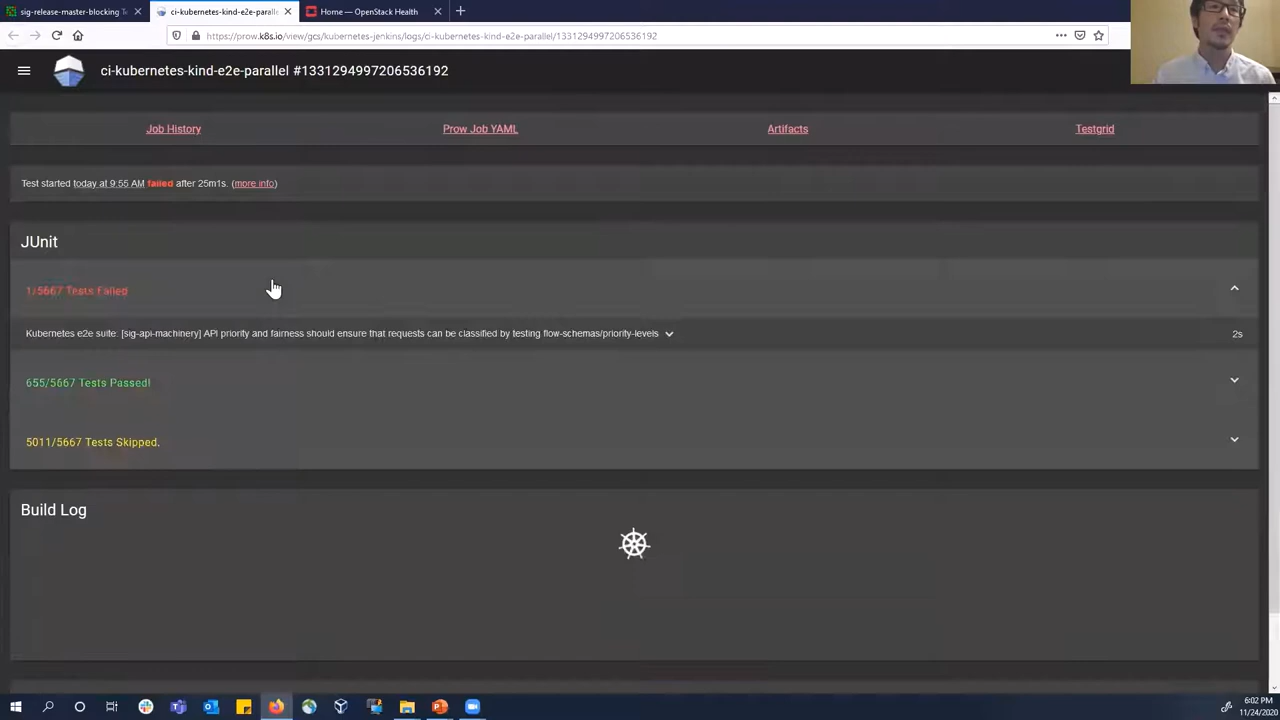 sig-release-master-blocking Te
ci-kubernetes-kind-e2e-paralle
Home — OpenStack Health
https://prow.k8s.io/view/gcs/kubernetes-jenkins/logs/ci-kubernetes-kind-e2e-parallel/1331294997206536192
ci-kubernetes-kind-e2e-parallel #1331294997206536192
Job History
Prow Job YAML
Artifacts
Testgrid
Test started today at 9:55 AM failed after 25m1s. (more info)
JUnit
1/5667 Tests Failed
Kubernetes e2e suite: [sig-api-machinery] API priority and fairness should ensure that requests can be classified by testing flow-schemas/priority-levels
2s
655/5667 Tests Passed!
5011/5667 Tests Skipped.
Build Log
6:02 PM
11/24/2020